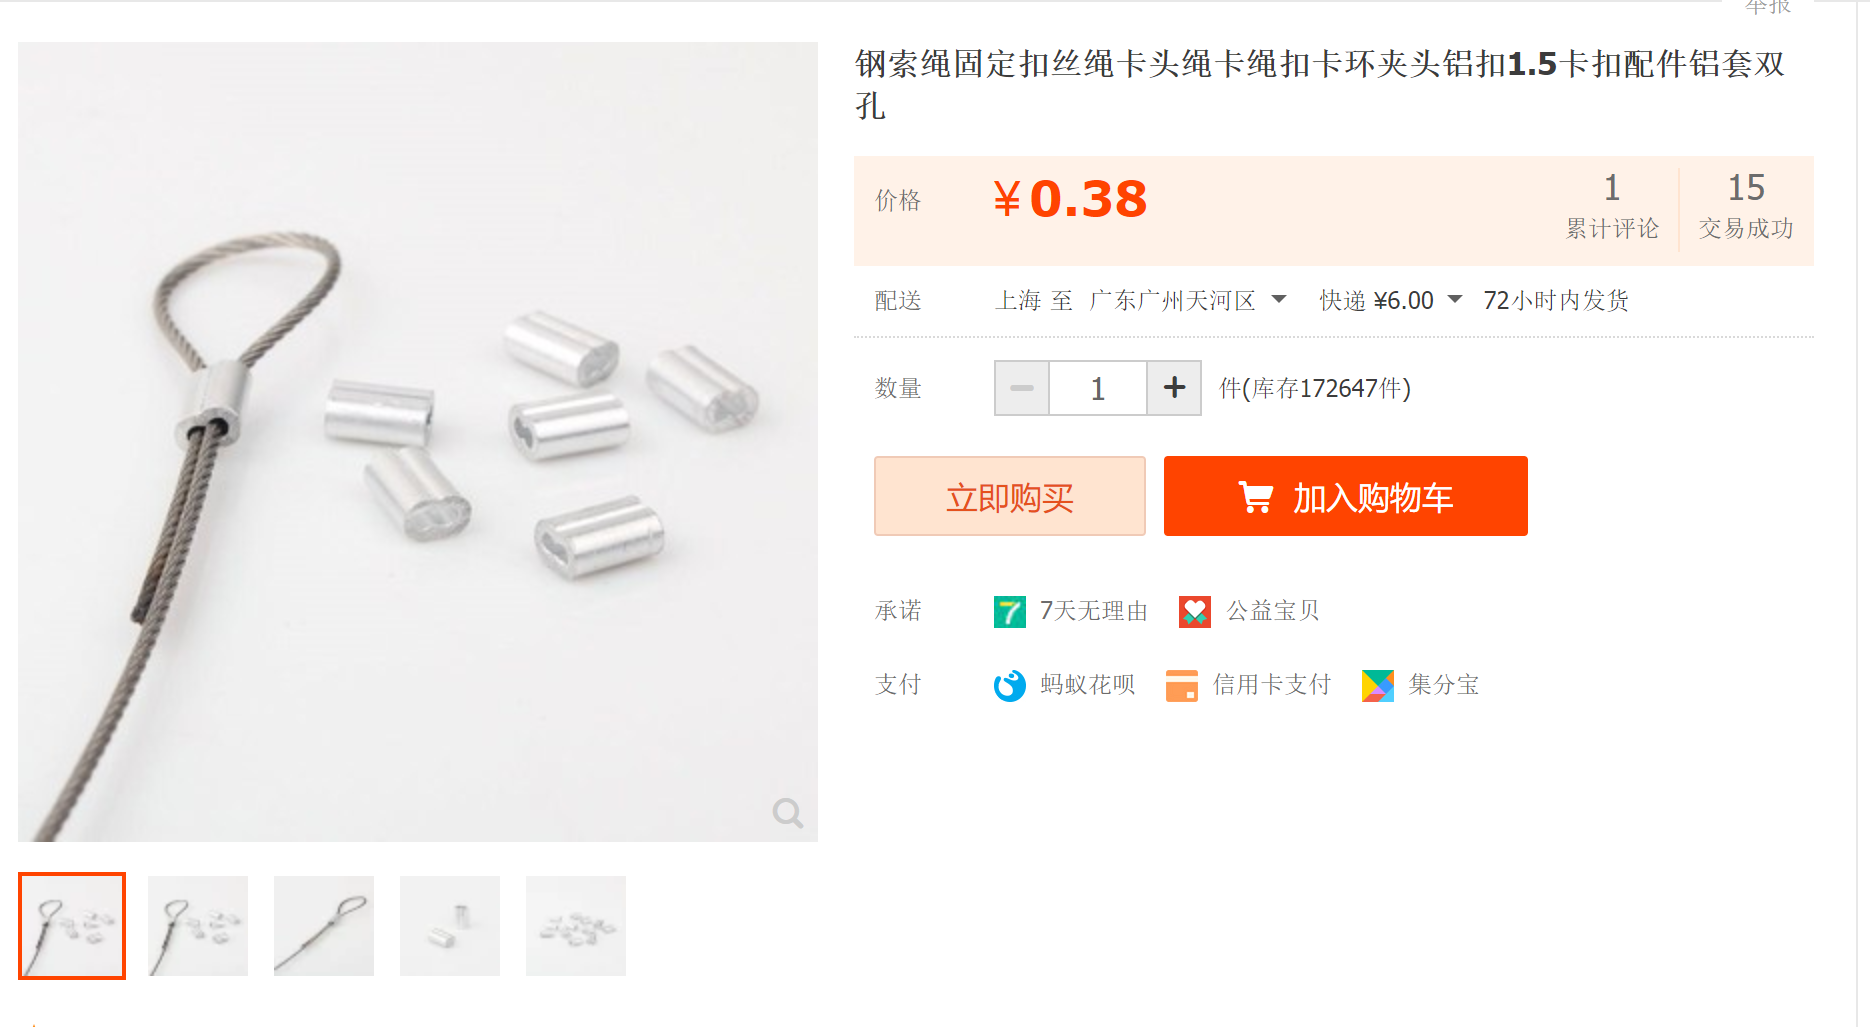 举报
钢索绳固定扣丝绳卡头绳卡绳扣卡环夹头铝扣1.5卡扣配件铝套双
孔
价格 ¥0.38 1 15
累计评论 交易成功
配送 上海 至 广东广州天河区 快递 ¥6.00 72小时内发货
数量 1 件(库存172647件)
立即购买 加入购物车
承诺 7 7天无理由 公益宝贝
支付 蚂蚁花呗 信用卡支付 集分宝